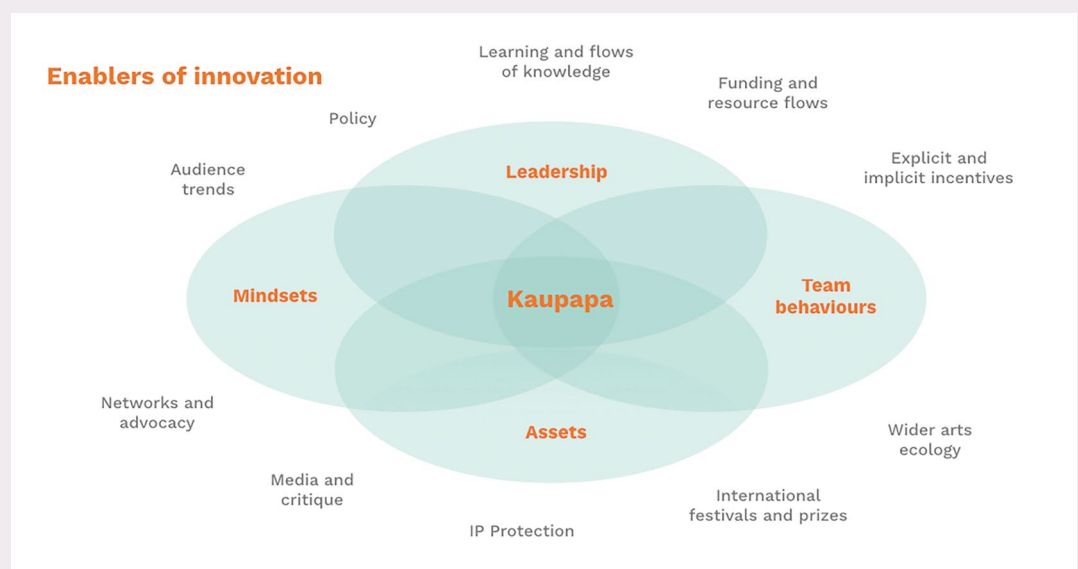 Enablers of innovation
Learning and flows
of knowledge
Funding and
resource flows
Policy
Audience
trends
Explicit and
implicit incentives
Leadership
Mindsets
Kaupapa
Team
behaviours
Assets
Networks and
advocacy
Wider arts
ecology
Media and
critique
International
festivals and prizes
IP Protection